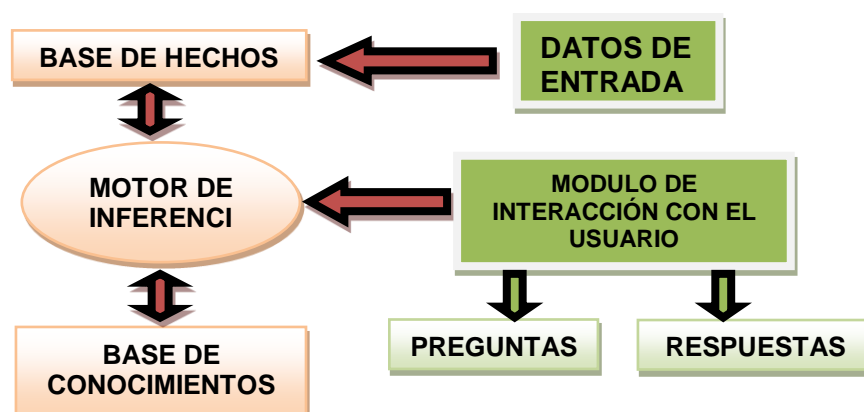 BASE DE HECHOS
DATOS DE
ENTRADA
MOTOR DE
INFERENCI
MODULO DE
INTERACCIÓN CON EL
USUARIO
BASE DE
CONOCIMIENTOS
PREGUNTAS
RESPUESTAS